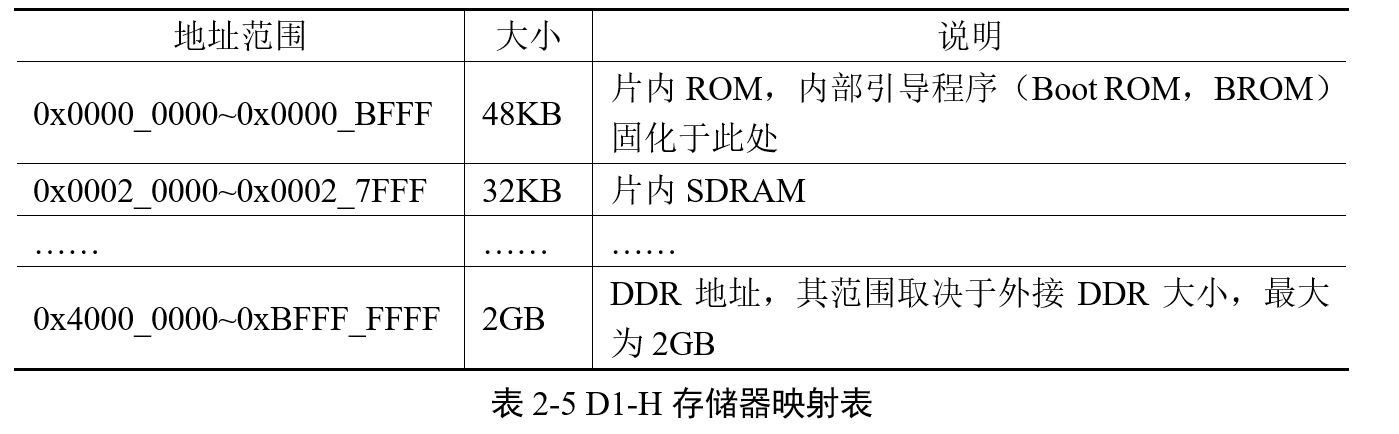 地址范围 大小 说明
0x0000_0000~0x0000_BFFF 48KB 片内 ROM，内部引导程序（Boot ROM，BROM）
固化于此处
0x0002_0000~0x0002_7FFF 32KB 片内 SDRAM
…… …… ……
0x4000_0000~0xBFFF_FFFF 2GB DDR 地址，其范围取决于外接 DDR 大小，最大
为 2GB
表 2-5 D1-H 存储器映射表